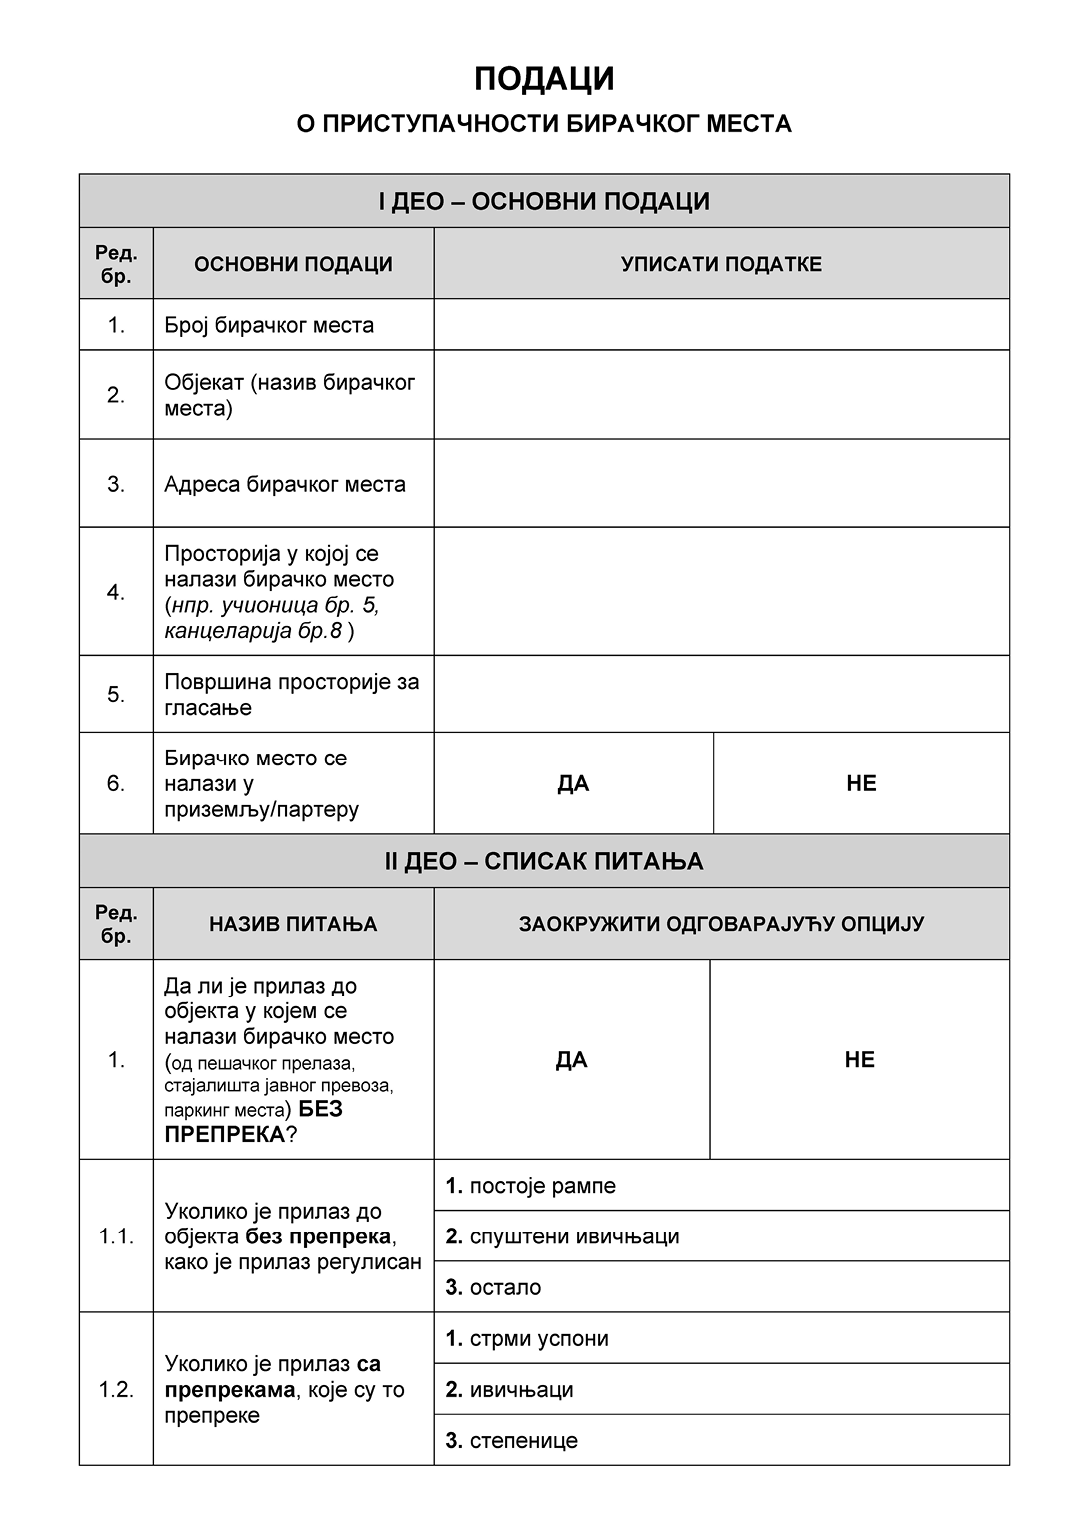 ПОДАЦИ
О ПРИСТУПАЧНОСТИ БИРАЧКОГ МЕСТА
I ДЕО – ОСНОВНИ ПОДАЦИ
Ред.
бр.
ОСНОВНИ ПОДАЦИ
УПИСАТИ ПОДАТКЕ
1.
Број бирачког места
2.
Објекат (назив бирачког
места)
3.
Адреса бирачког места
4.
Просторија у којој се
налази бирачко место
(нпр. учионица бр. 5,
канцеларија бр.8 )
5.
Површина просторије за
гласање
6.
Бирачко место се
налази у
приземљу/партеру
ДА
НЕ
II ДЕО – СПИСАК ПИТАЊА
Ред.
бр.
НАЗИВ ПИТАЊА
ЗАОКРУЖИТИ ОДГОВАРАЈУЋУ ОПЦИЈУ
1.
Да ли је прилаз до
објекта у којем се
налази бирачко место
(од пешачког прелаза,
стајалишта јавног превоза,
паркинг места) БЕЗ
ПРЕПРЕКА?
ДА
НЕ
1.1.
Уколико је прилаз до
објекта без препрека,
како је прилаз регулисан
1. постоје рампе
2. спуштени ивичњаци
3. остало
1.2.
Уколико је прилаз са
препрекама, које су то
препреке
1. стрми успони
2. ивичњаци
3. степенице